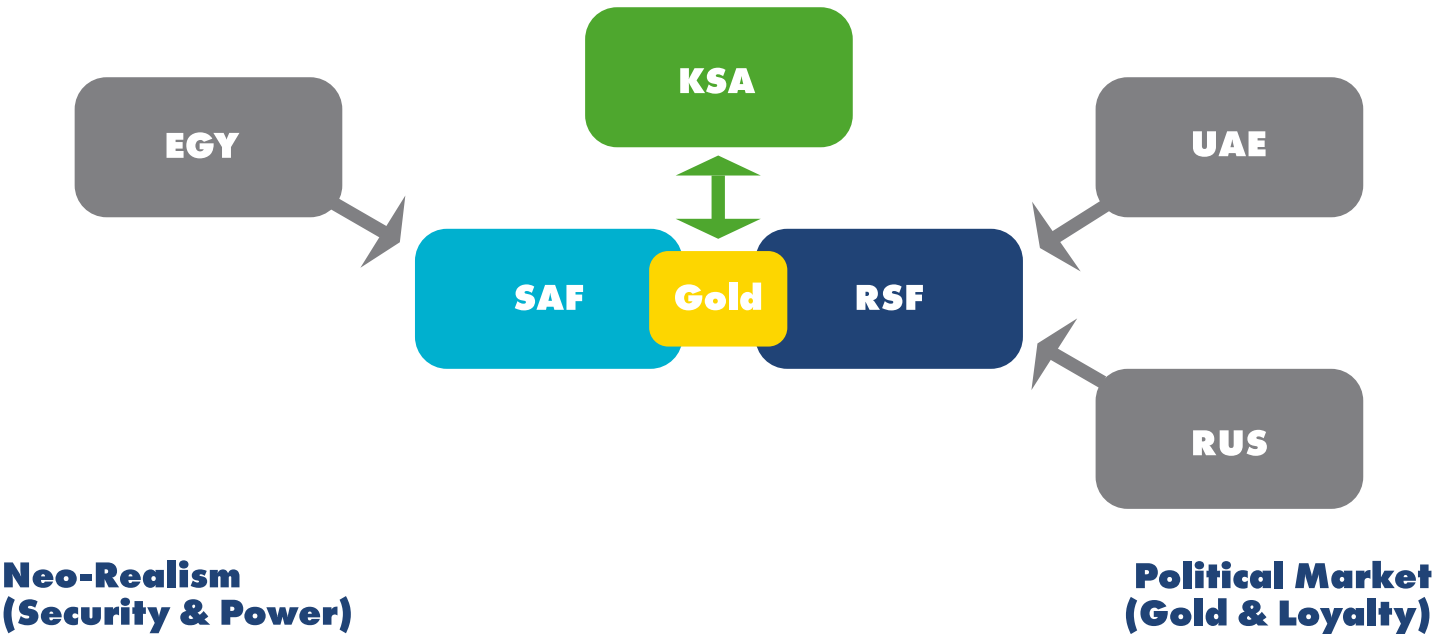 KSA
EGY
UAE
SAF
Gold
RSF
RUS
Neo-Realism
(Security & Power)
Political Market
(Gold & Loyalty)